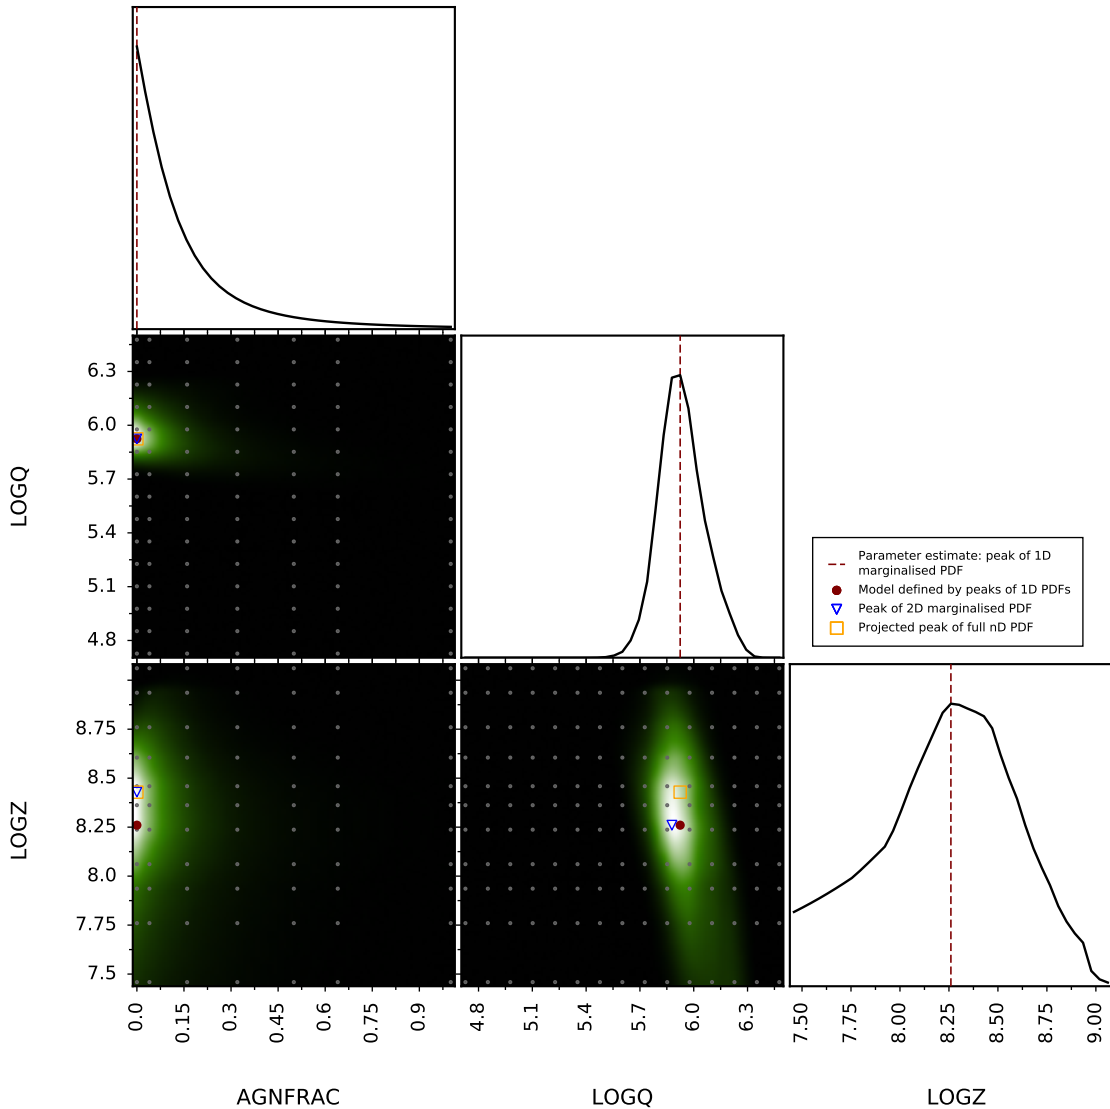 6.3
6.0
5.7
5.4
5.1
4.8
LOGQ
Parameter estimate: peak of 1D
marginalised PDF
Model defined by peaks of 1D PDFs
Peak of 2D marginalised PDF
Projected peak of full nD PDF
8.75
8.5
8.25
8.0
7.75
7.5
LOGZ
0.0 0.15 0.3 0.45 0.6 0.75 0.9
4.8 5.1 5.4 5.7 6.0 6.3
7.50 7.75 8.00 8.25 8.50 8.75 9.00
AGNFRAC LOGQ LOGZ